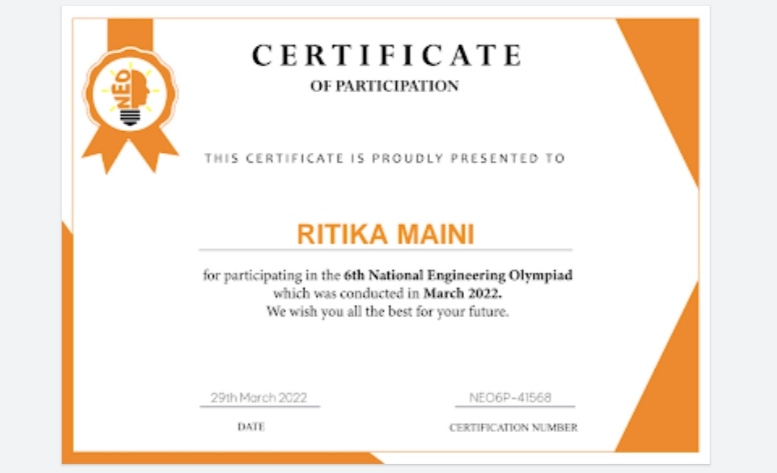 NEO
CERTIFICATE
OF PARTICIPATION
THIS CERTIFICATE IS PROUDLY PRESENTED TO
RITIKA MAINI
for participating in the 6th National Engineering Olympiad
which was conducted in March 2022.
We wish you all the best for your future.
29th March 2022 NEO6P-41568
DATE CERTIFICATION NUMBER